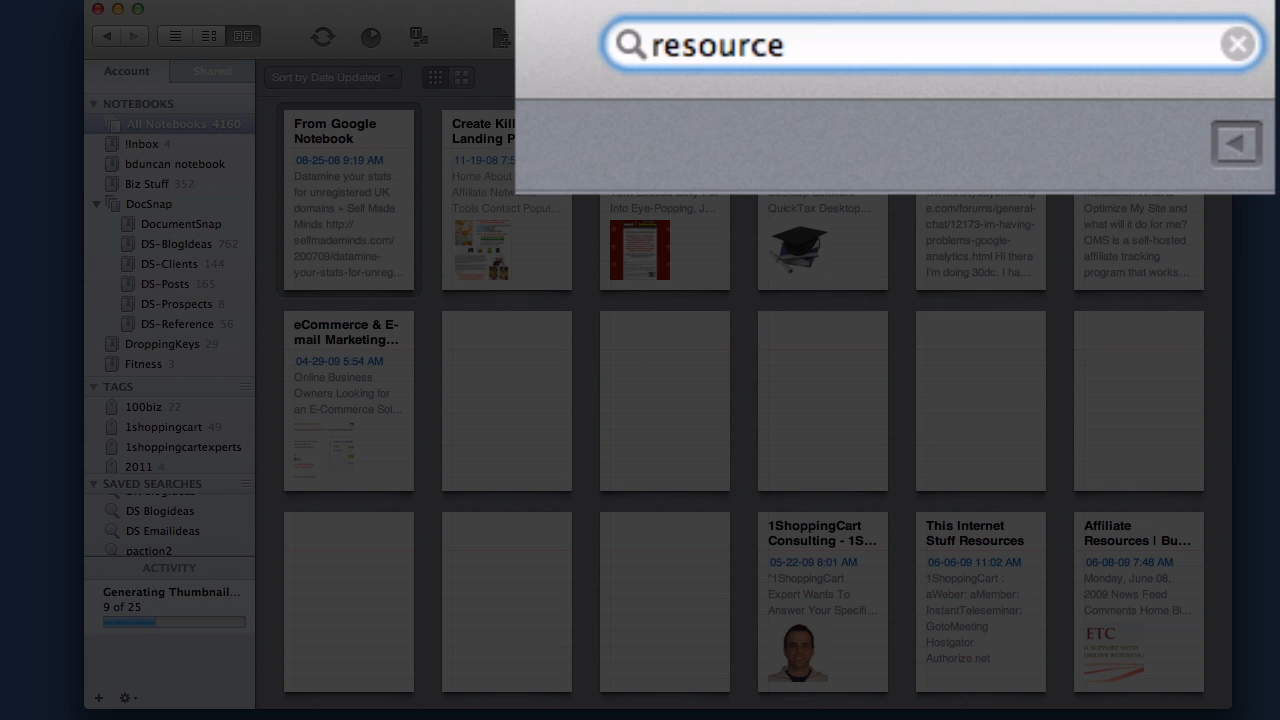 resource
Account
Shared
Sort by Date Updated
NOTEBOOKS
All Notebooks 4160
!Inbox 4
bduncan notebook
Biz Stuff 352
DocSnap
DocumentSnap
DS-BlogIdeas 762
DS-Clients 144
DS-Posts 165
DS-Prospects 8
DS-Reference 56
DroppingKeys 29
Fitness 3
TAGS
100biz 22
1shoppingcart 49
1shoppingcartexperts
2011 4
SAVED SEARCHES
DS Blogideas
DS Emailideas
paction2
ACTIVITY
Generating Thumbnail...
9 of 25
From Google
Notebook
08-25-08 9:19 AM
Datamine your stats
for unregistered UK
domains » Self Made
Minds http://
selfmademinds.com/
200709/datamine-
your-stats-for-unreg...
Create Kill
Landing P
11-19-08 7:5
Home About
Affiliate Netw
Tools Contact Popul...
Into Eye-Popping, J...
QuickTax Desktop...
e.com/forums/general-
chat/12173-im-having-
problems-google-
analytics.html Hi there
I'm doing 30dc. I ha...
Optimize My Site and
what will it do for me?
OMS is a self-hosted
affiliate tracking
program that works...
eCommerce & E-
mail Marketing...
04-29-09 5:54 AM
Online Business
Owners Looking for
an E-Commerce Sol...
1ShoppingCart
Consulting - 1S...
05-22-09 8:01 AM
"1ShoppingCart
Expert Wants To
Answer Your Specifi...
This Internet
Stuff Resources
06-06-09 11:02 AM
1ShoppingCart :
aWeber: aMember:
InstantTeleseminar:
GotoMeeting
Hostgator
Authorize.net
Affiliate
Resources | Bu...
06-08-09 7:48 AM
Monday, June 08,
2009 News Feed
Comments Home Bl...
ETC